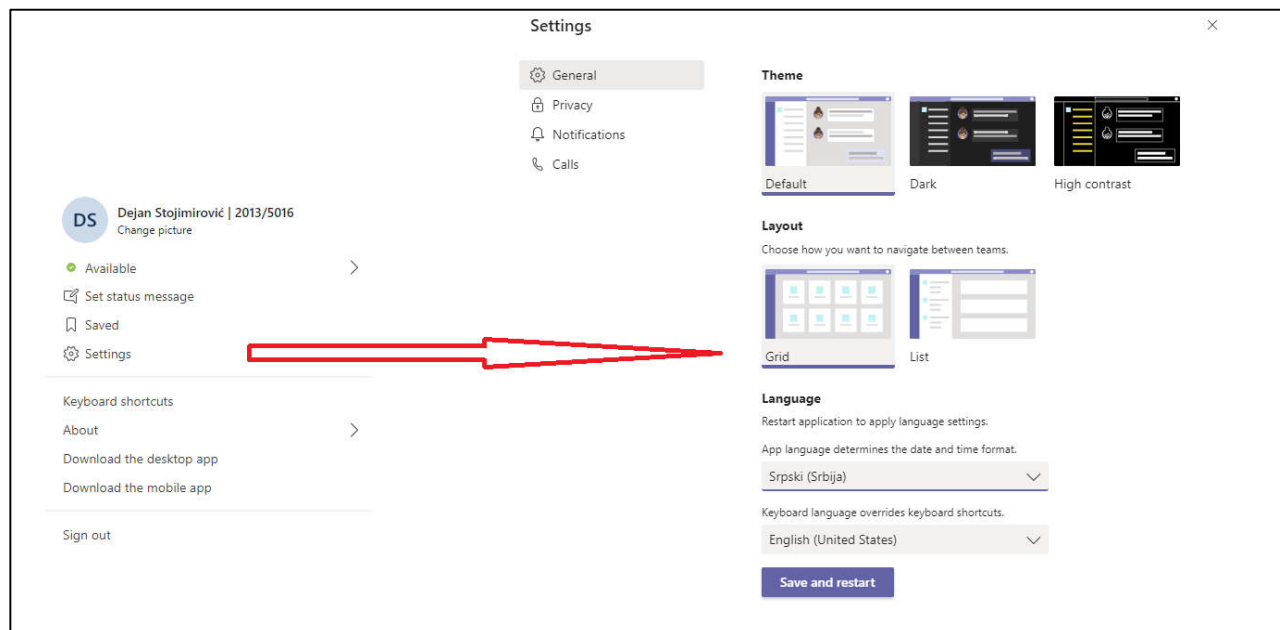 Settings
General
Privacy
Notifications
Calls
DS
Dejan Stojimirović | 2013/5016
Change picture
Available
Set status message
Saved
Settings
Keyboard shortcuts
About
Download the desktop app
Download the mobile app
Sign out
Theme
Default
Dark
High contrast
Layout
Choose how you want to navigate between teams.
Grid
List
Language
Restart application to apply language settings.
App language determines the date and time format.
Srpski (Srbija)
Keyboard language overrides keyboard shortcuts.
English (United States)
Save and restart